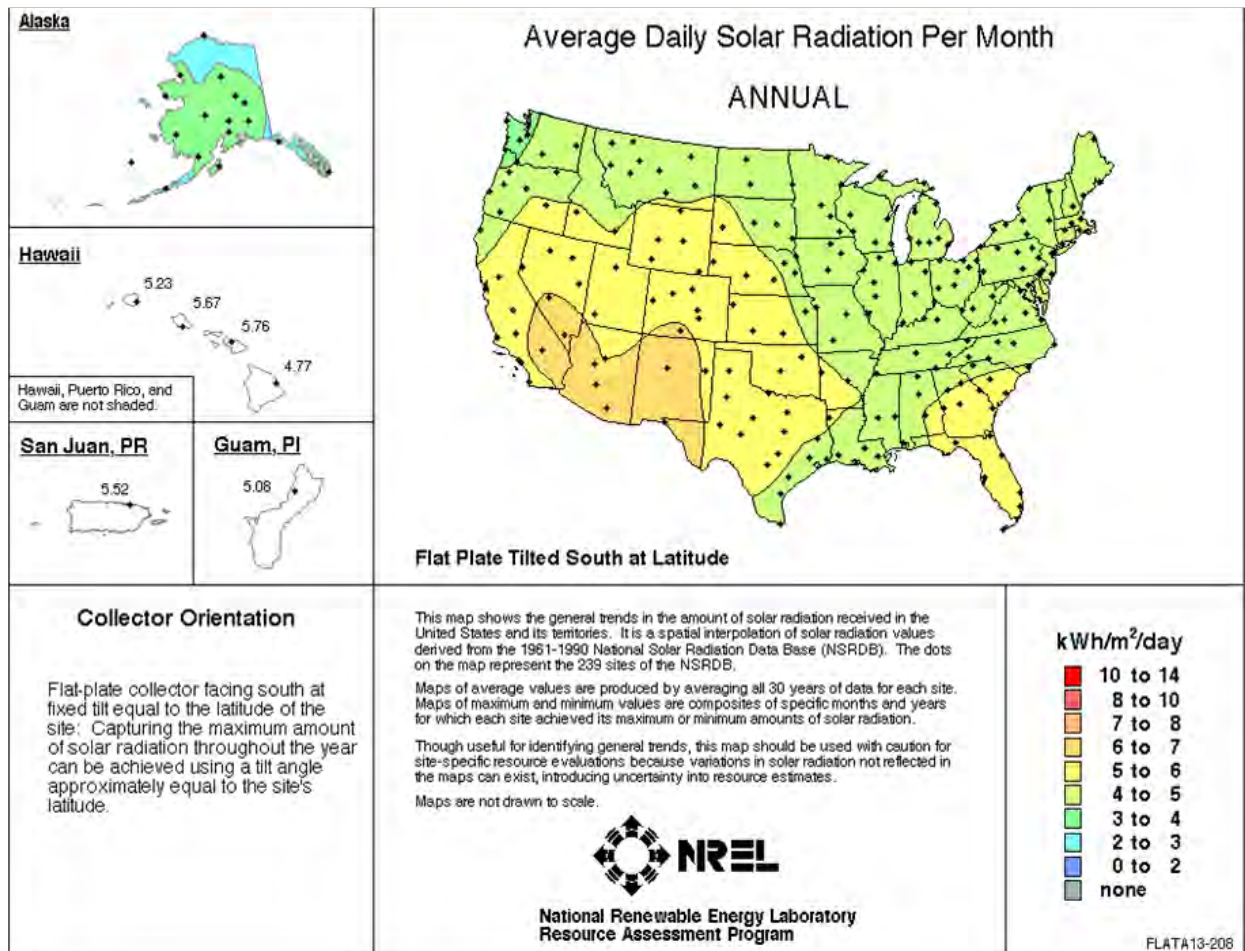 Alaska
Average Daily Solar Radiation Per Month
ANNUAL
Hawaii
5.23
5.67
5.76
4.77
Hawaii, Puerto Rico, and
Guam are not shaded.
San Juan, PR
5.52
Guam, PI
5.08
Flat Plate Tilted South at Latitude
Collector Orientation
Flat-plate collector facing south at
fixed tilt equal to the latitude of the
site: Capturing the maximum amount
of solar radiation throughout the year
can be achieved using a tilt angle
approximately equal to the site's
latitude.
This map shows the general trends in the amount of solar radiation received in the
United States and its territories. It is a spatial interpolation of solar radiation values
derived from the 1961-1990 National Solar Radiation Data Base (NSRDB). The dots
on the map represent the 239 sites of the NSRDB.
Maps of average values are produced by averaging all 30 years of data for each site.
Maps of maximum and minimum values are composites of specific months and years
for which each site achieved its maximum or minimum amounts of solar radiation.
Though useful for identifying general trends, this map should be used with caution for
site-specific resource evaluations because variations in solar radiation not reflected in
the maps can exist, introducing uncertainty into resource estimates.
Maps are not drawn to scale.
NREL
National Renewable Energy Laboratory
Resource Assessment Program
kWh/m²/day
10 to 14
8 to 10
7 to 8
6 to 7
5 to 6
4 to 5
3 to 4
2 to 3
0 to 2
none
FLATA13-208